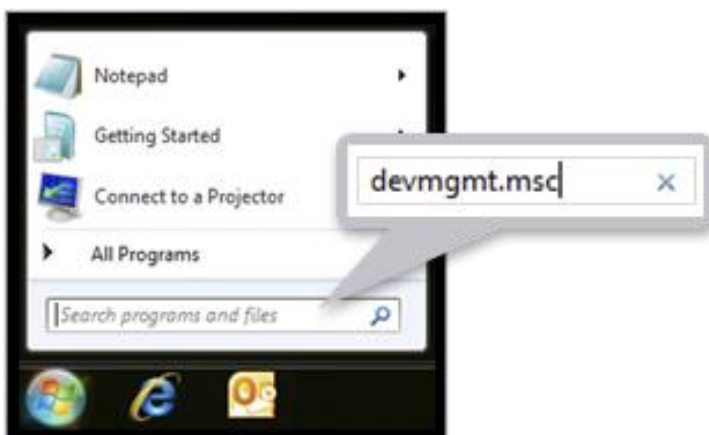 Notepad
Getting Started
devmgmt.msc
Connect to a Projector
All Programs
Search programs and files